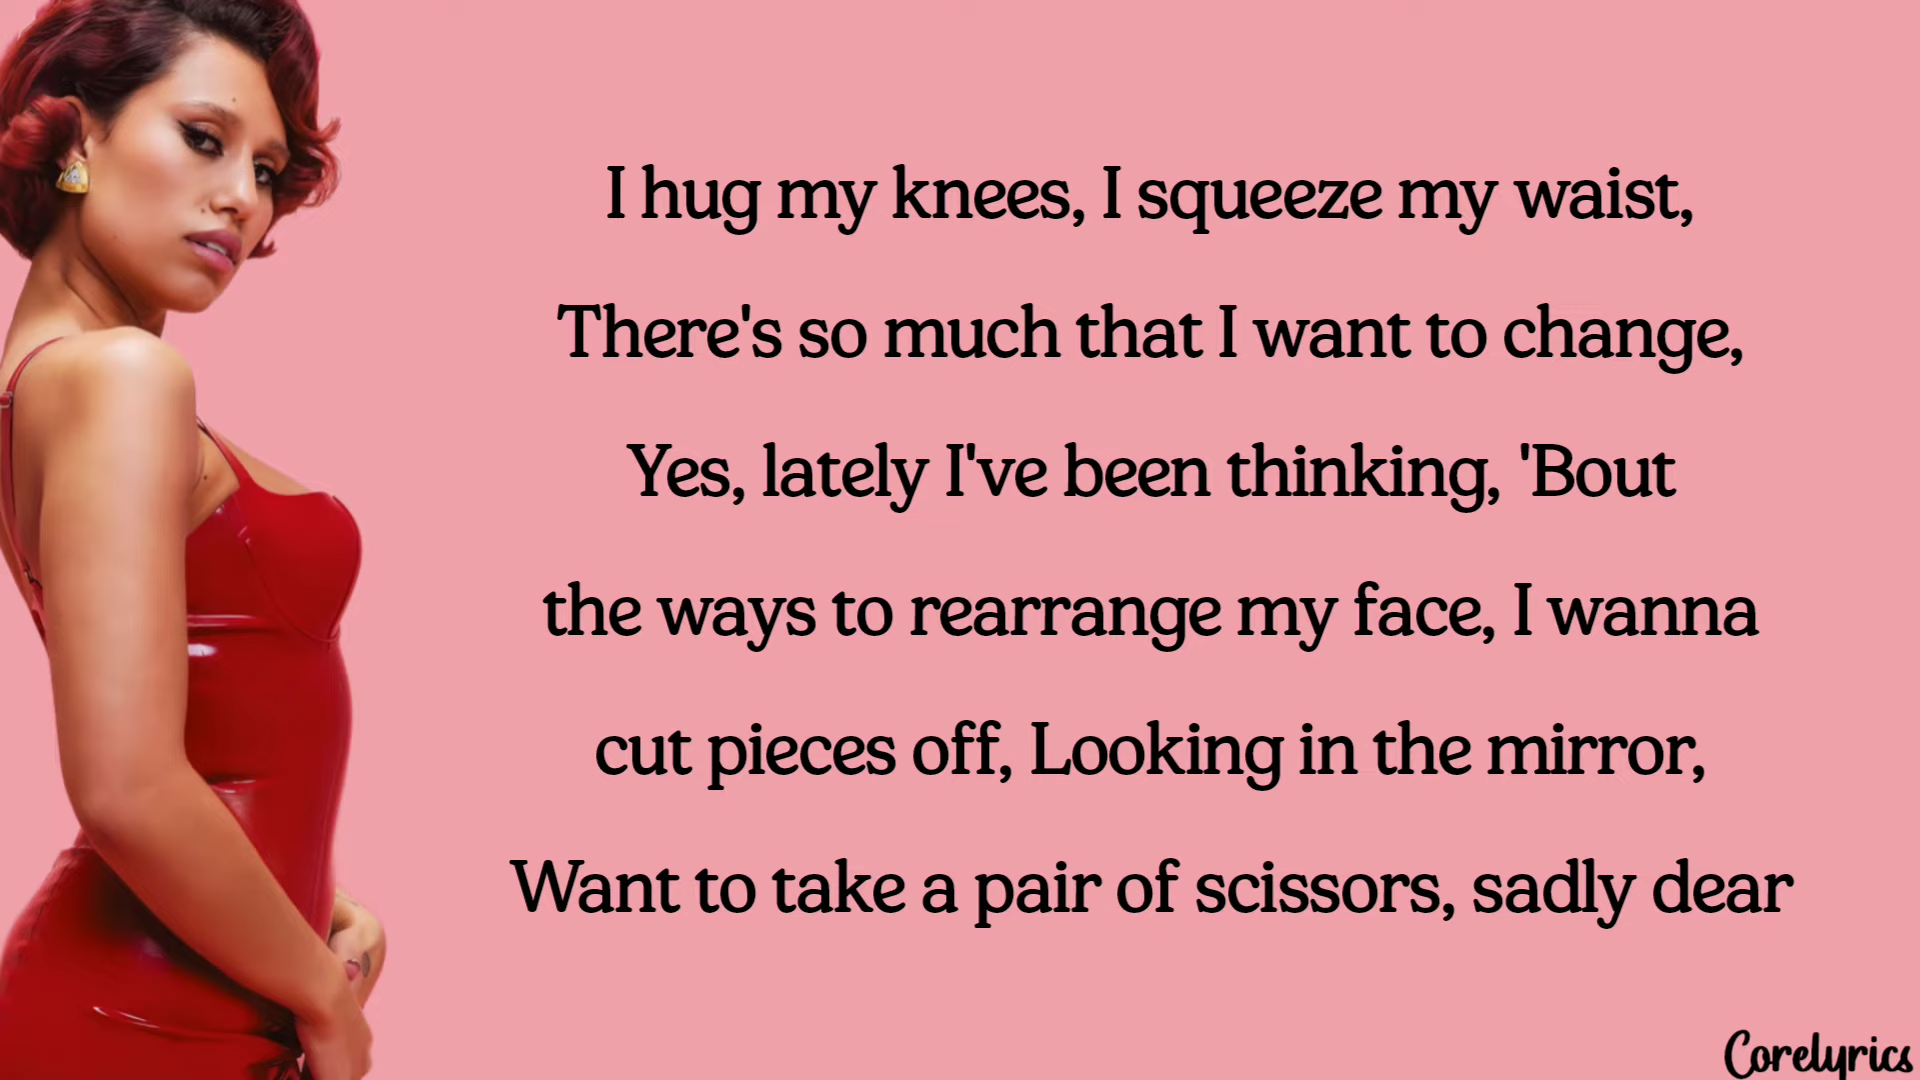 I hug my knees, I squeeze my waist,
There's so much that I want to change,
Yes, lately I've been thinking, 'Bout
the ways to rearrange my face, I wanna
cut pieces off, Looking in the mirror,
Want to take a pair of scissors, sadly dear
Corelyrics